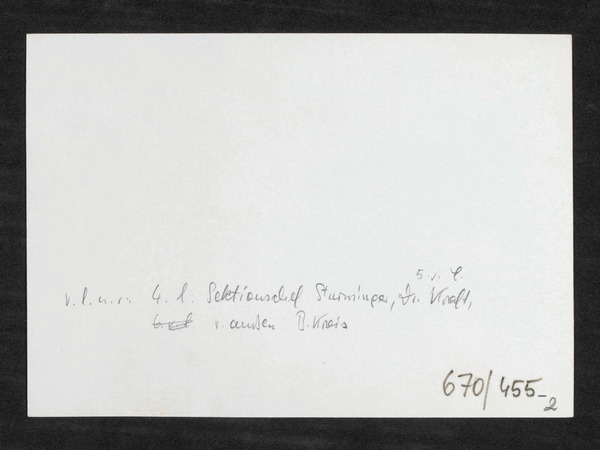 5. v. l.
v. l. n. r. 4. l. Sektionschef Sturminger, Dr. Kraft,
v. außen B. Kreis
670/455-2